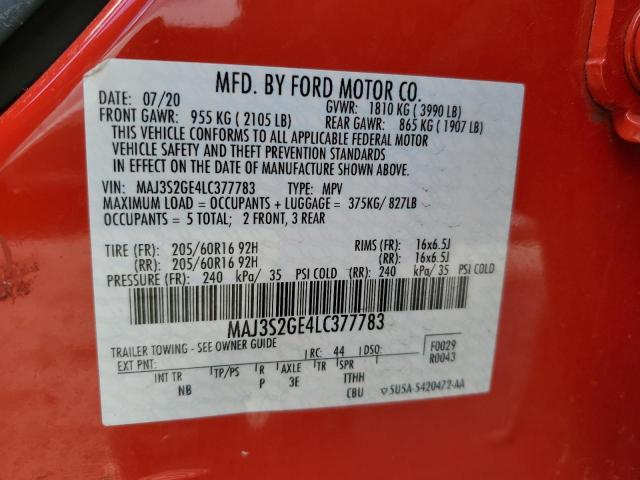 MFD. BY FORD MOTOR CO.
DATE: 07/20 GVWR: 1810 KG ( 3990 LB)
FRONT GAWR: 955 KG ( 2105 LB) REAR GAWR: 865 KG ( 1907 LB)
THIS VEHICLE CONFORMS TO ALL APPLICABLE FEDERAL MOTOR
VEHICLE SAFETY AND THEFT PREVENTION STANDARDS
IN EFFECT ON THE DATE OF MANUFACTURE SHOWN ABOVE.
VIN: MAJ3S2GE4LC377783 TYPE: MPV
MAXIMUM LOAD = OCCUPANTS + LUGGAGE = 375KG/ 827LB
OCCUPANTS = 5 TOTAL; 2 FRONT, 3 REAR
TIRE (FR): 205/60R16 92H RIMS (FR): 16x6.5J
(RR): 205/60R16 92H (RR): 16x6.5J
PRESSURE (FR): 240 kPa/ 35 PSI COLD (RR): 240 kPa/ 35 PSI COLD
MAJ3S2GE4LC377783
TRAILER TOWING - SEE OWNER GUIDE
EXT PNT: RC: 44 DSO: F0029 R0043
INT TR TP/PS R AXLE TR SPR
NB P 3E TTHH
CBU 5U5A-5420472-AA